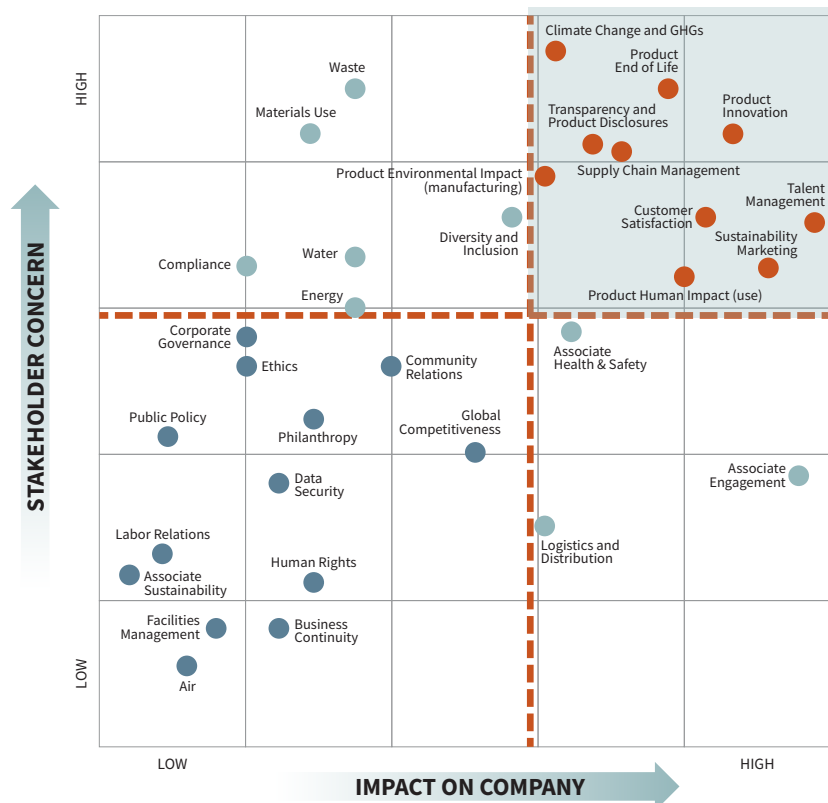 HIGH
STAKEHOLDER CONCERN
LOW
Climate Change and GHGs
Product
End of Life
Waste
Materials Use
Transparency and
Product Disclosures
Product
Innovation
Supply Chain Management
Product Environmental Impact
(manufacturing)
Talent
Management
Customer
Satisfaction
Diversity and
Inclusion
Sustainability
Marketing
Compliance
Water
Energy
Product Human Impact (use)
Corporate
Governance
Ethics
Community
Relations
Associate
Health & Safety
Public Policy
Philanthropy
Global
Competitiveness
Data
Security
Associate
Engagement
Labor Relations
Associate
Sustainability
Human Rights
Logistics and
Distribution
Facilities
Management
Business
Continuity
Air
LOW
HIGH
IMPACT ON COMPANY